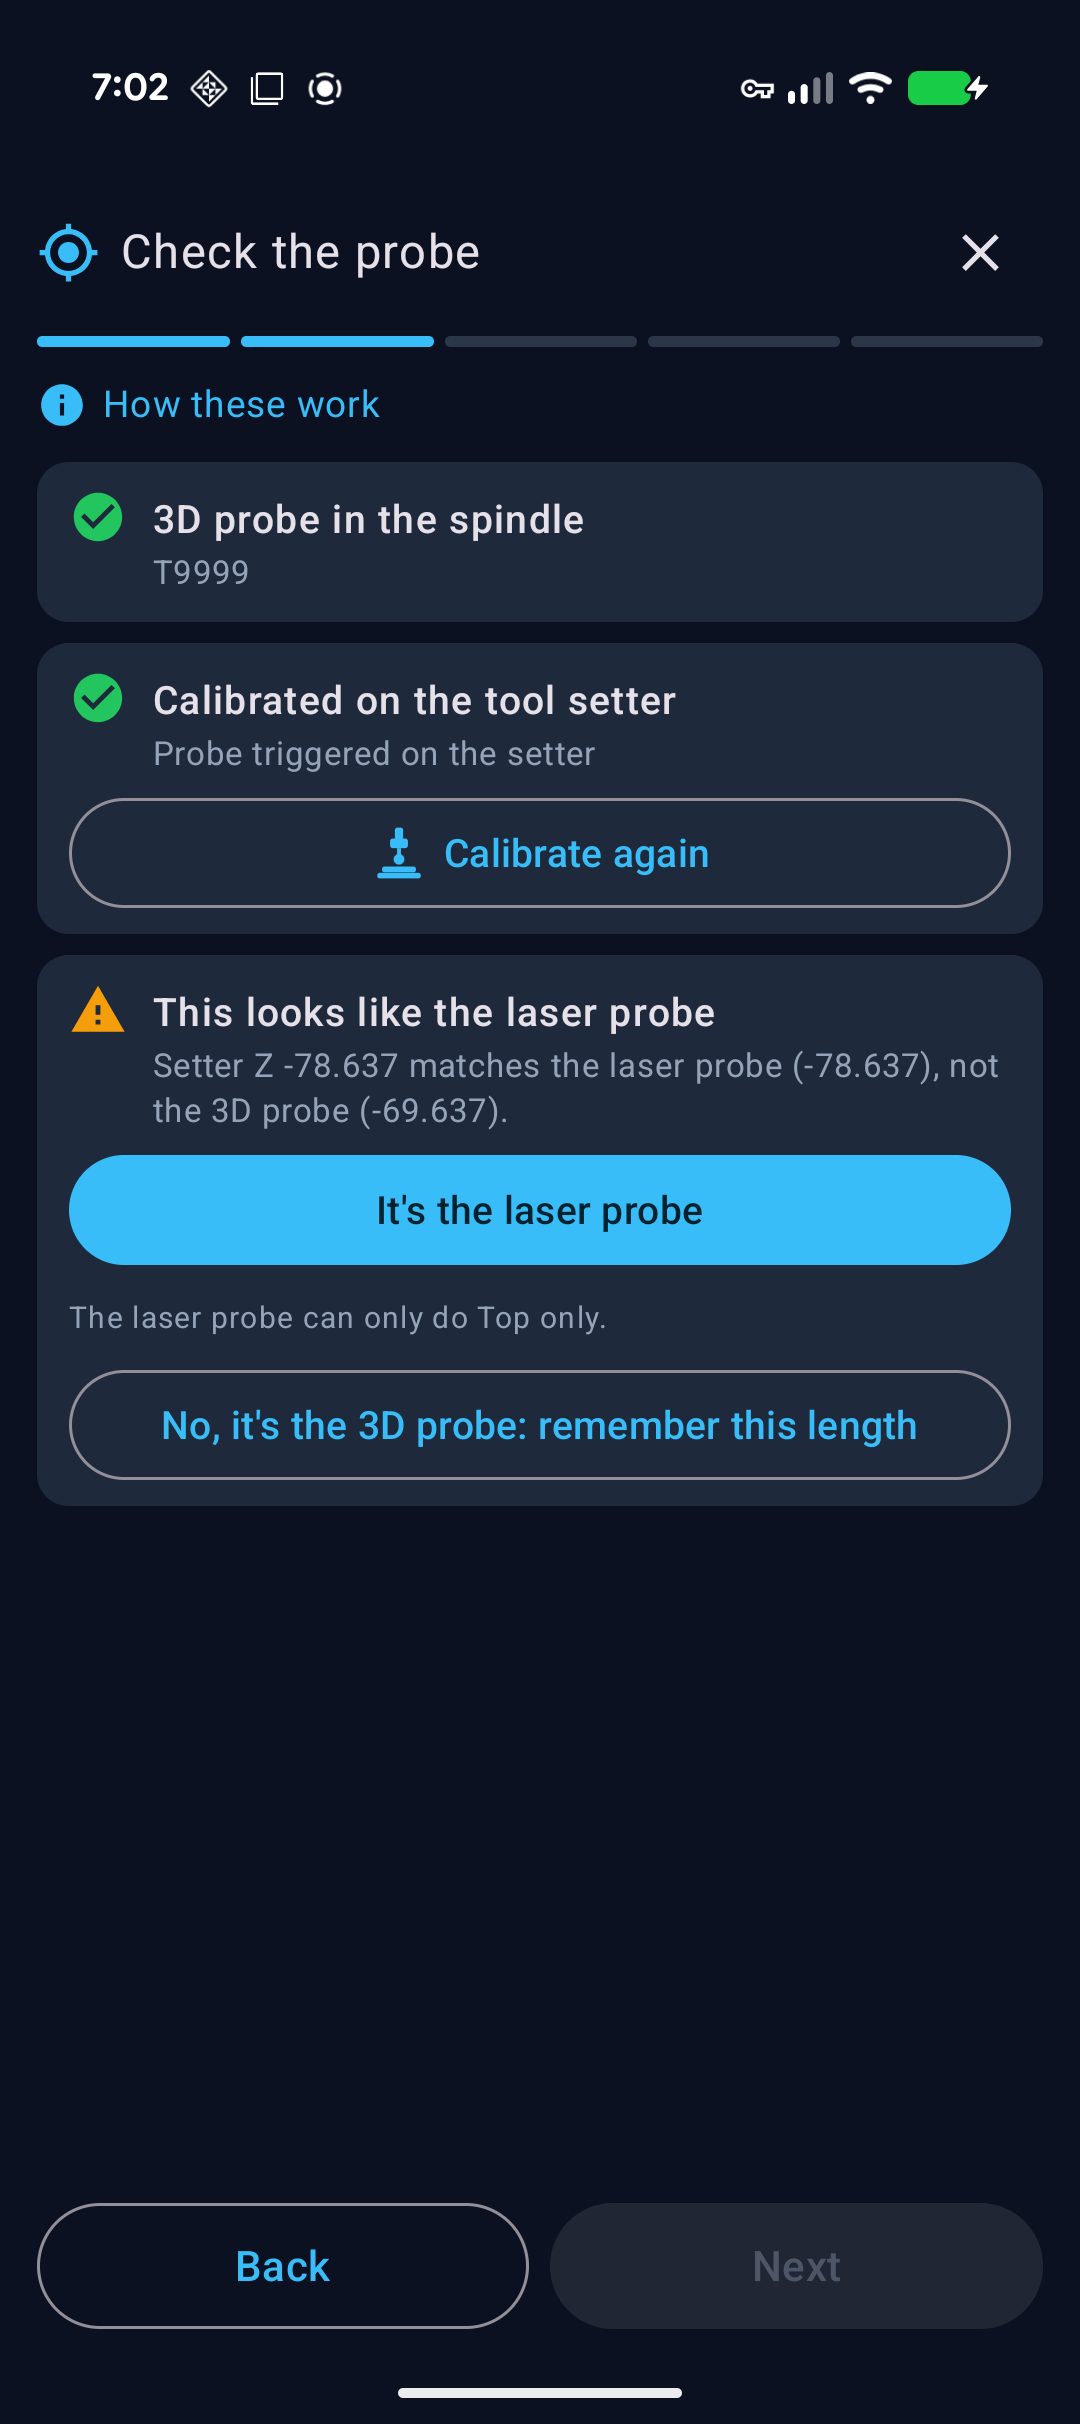 7:02
Check the probe
How these work
3D probe in the spindle
T9999
Calibrated on the tool setter
Probe triggered on the setter
Calibrate again
This looks like the laser probe
Setter Z -78.637 matches the laser probe (-78.637), not
the 3D probe (-69.637).
It's the laser probe
The laser probe can only do Top only.
No, it's the 3D probe: remember this length
Back
Next